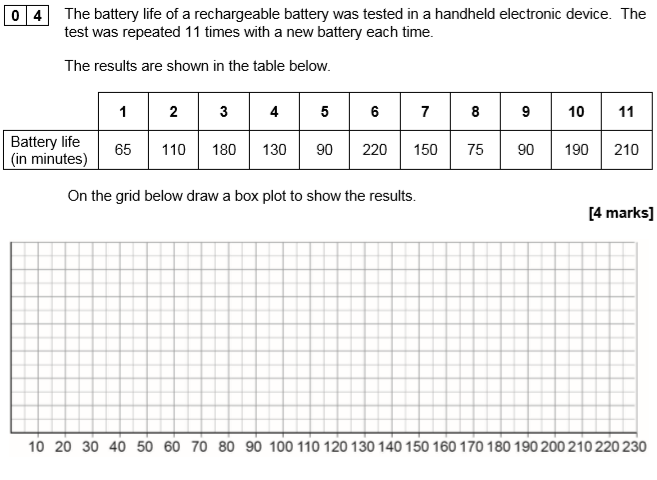 0 4 The battery life of a rechargeable battery was tested in a handheld electronic device. The
test was repeated 11 times with a new battery each time.
The results are shown in the table below.
1 2 3 4 5 6 7 8 9 10 11
Battery life
(in minutes) 65 110 180 130 90 220 150 75 90 190 210
On the grid below draw a box plot to show the results.
[4 marks]
10 20 30 40 50 60 70 80 90 100 110 120 130 140 150 160 170 180 190 200 210 220 230